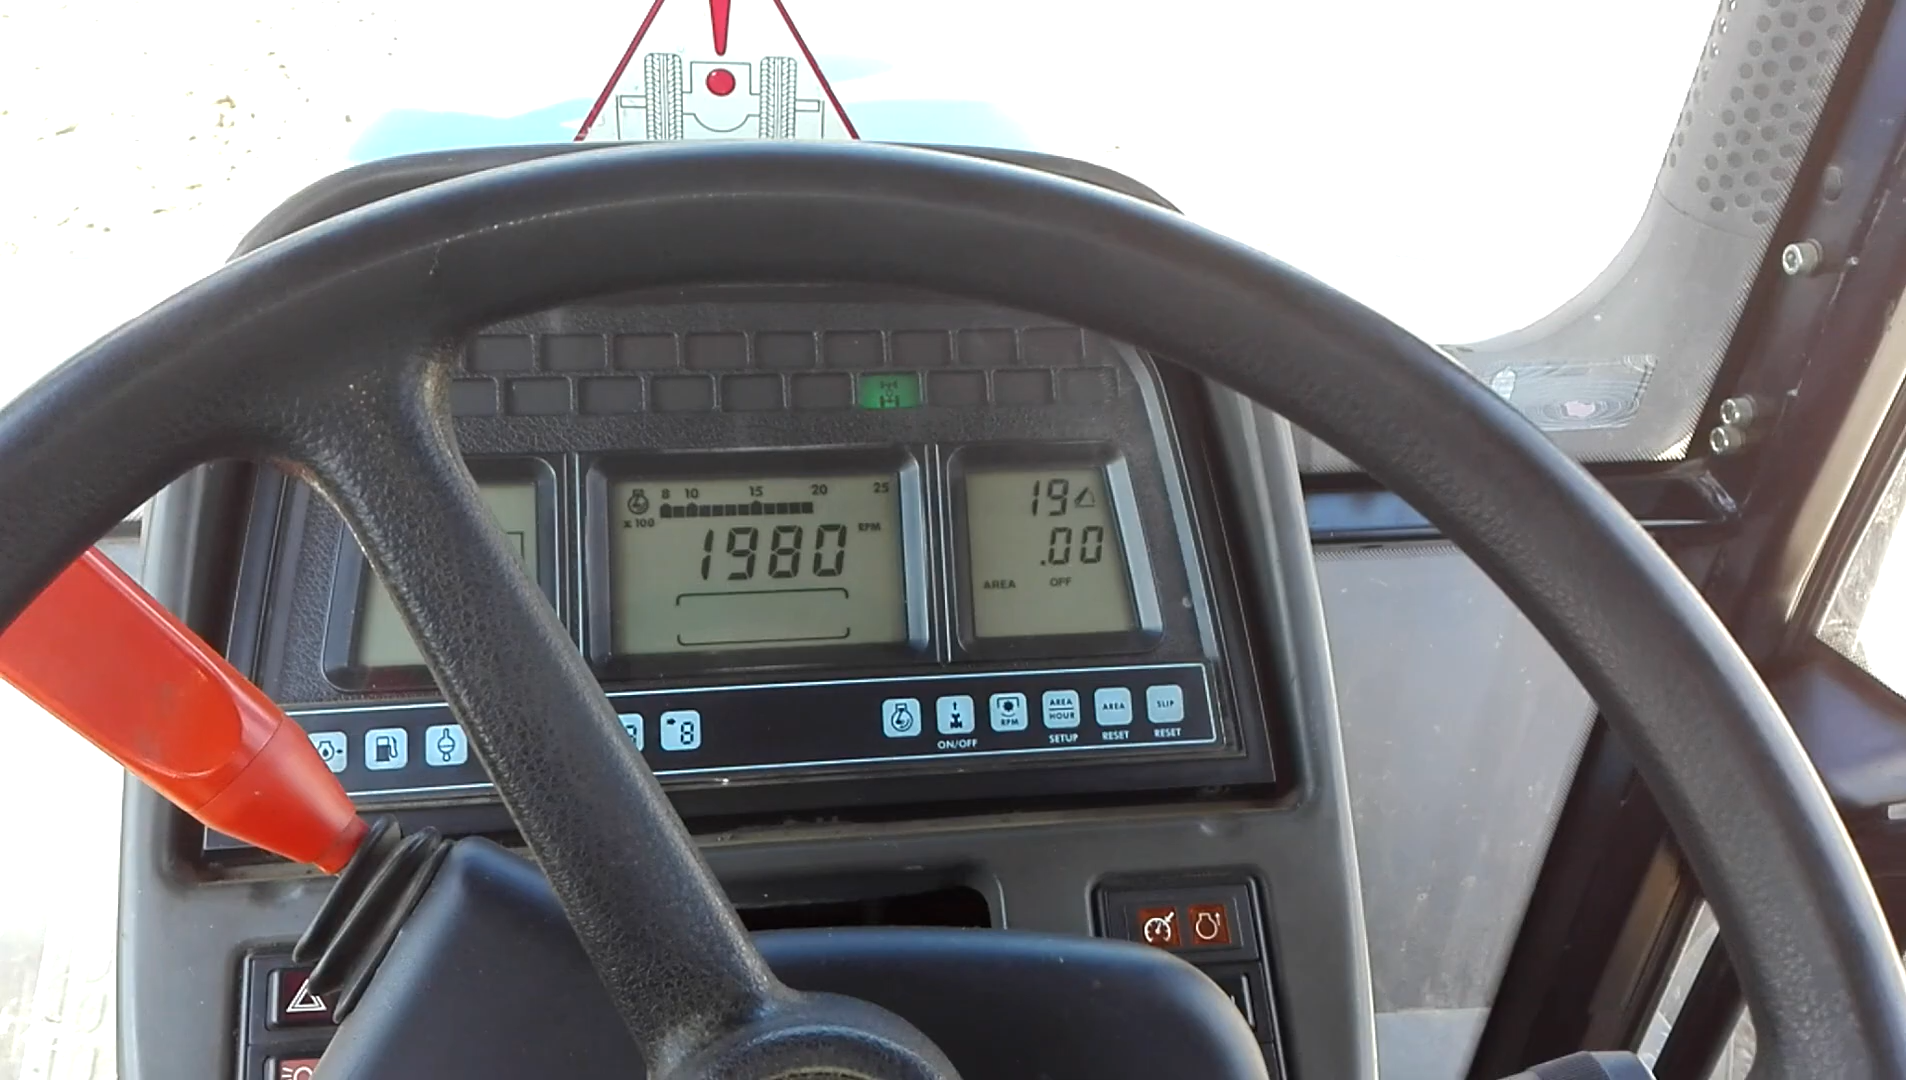 8 10 15 20 25
x 100
1980 RPM
19
.00
AREA OFF
8
RPM
AREA
HOUR
AREA
SLIP
ON/OFF
SETUP
RESET
RESET